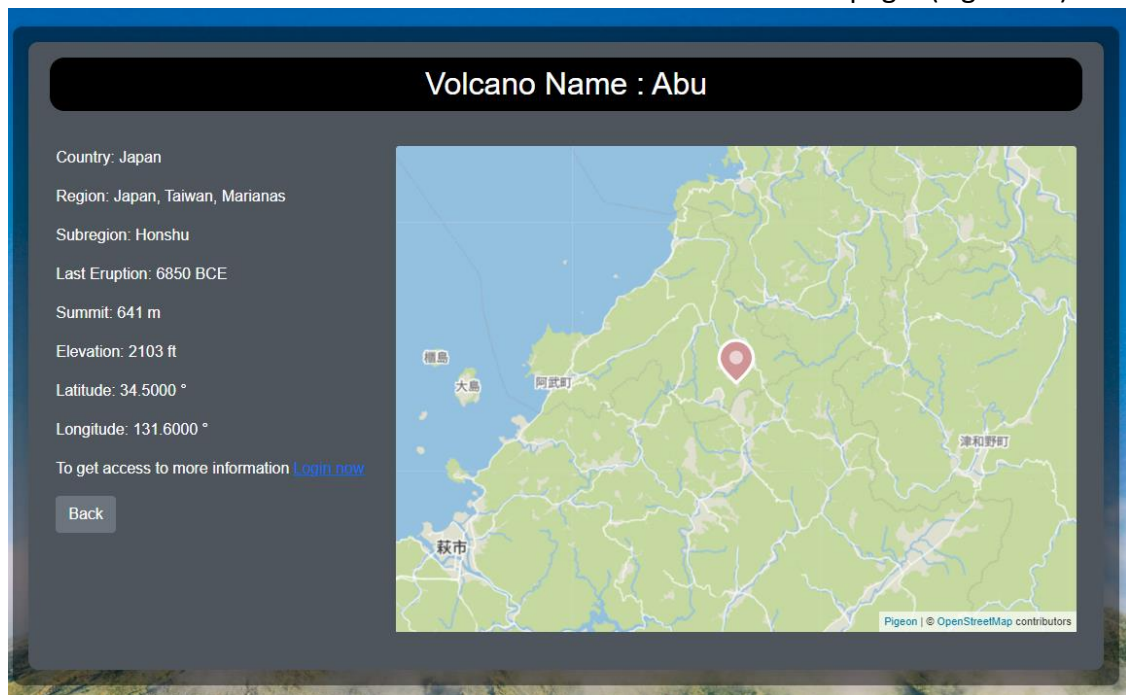 Volcano Name : Abu
Country: Japan
Region: Japan, Taiwan, Marianas
Subregion: Honshu
Last Eruption: 6850 BCE
Summit: 641 m
Elevation: 2103 ft
Latitude: 34.5000 °
Longitude: 131.6000 °
To get access to more information Login now
Back
櫃島
大島
阿武町
津和野町
萩市
Pigeon | © OpenStreetMap contributors